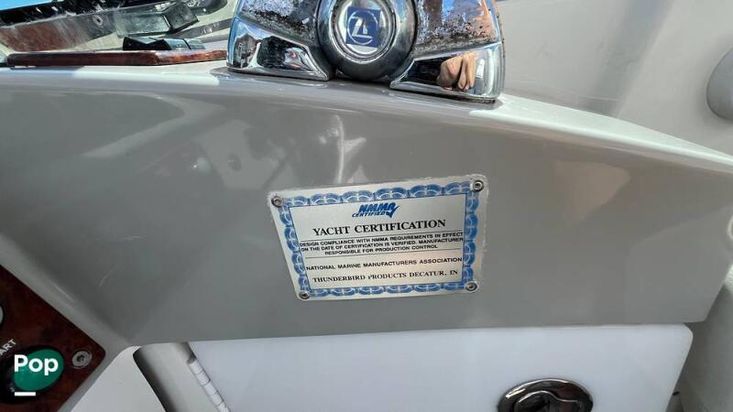 NMMA
CERTIFIED
YACHT CERTIFICATION
DESIGN COMPLIANCE WITH NMMA REQUIREMENTS IN EFFECT
ON THE DATE OF CERTIFICATION IS VERIFIED. MANUFACTURER
RESPONSIBLE FOR PRODUCTION CONTROL
NATIONAL MARINE MANUFACTURERS ASSOCIATION
THUNDERBIRD PRODUCTS DECATUR, IN
Pop